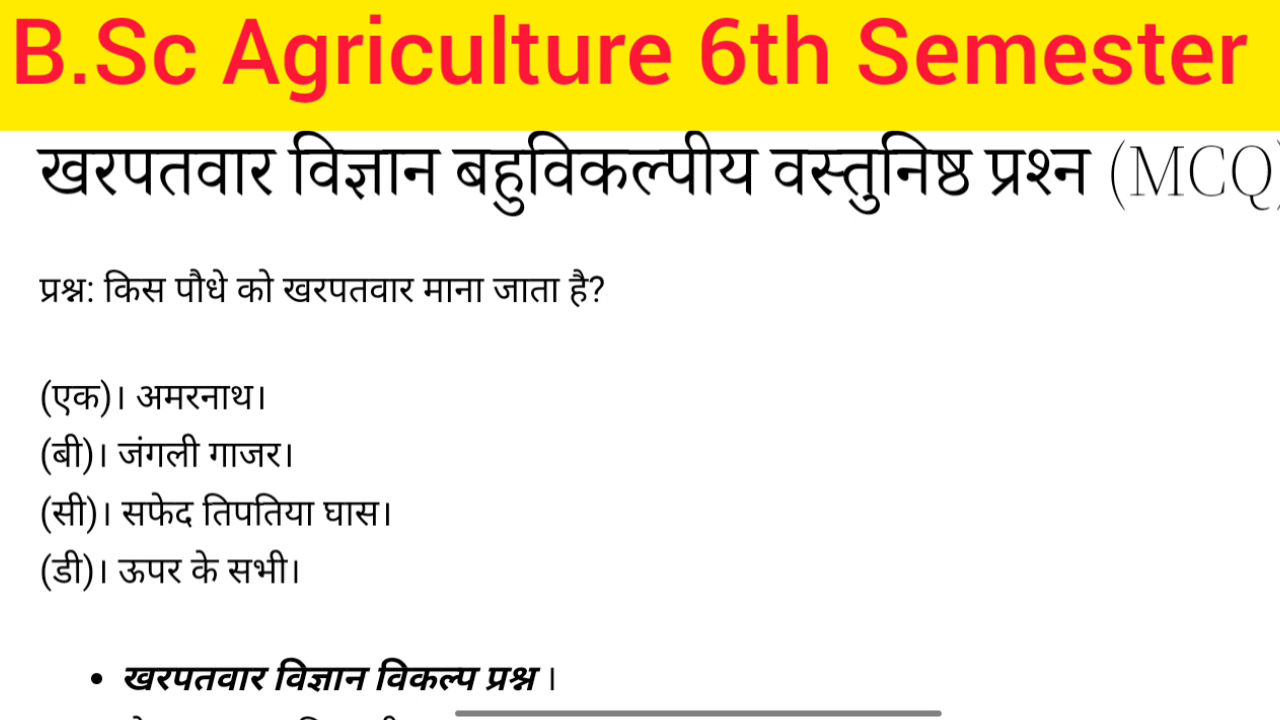 B.Sc Agriculture 6th Semester
खरपतवार विज्ञान बहुविकल्पीय वस्तुनिष्ठ प्रश्न (MCQ)
प्रश्न: किस पौधे को खरपतवार माना जाता है?
(एक)। अमरनाथ।
(बी)। जंगली गाजर।
(सी)। सफेद तिपतिया घास।
(डी)। ऊपर के सभी।
• खरपतवार विज्ञान विकल्प प्रश्न ।